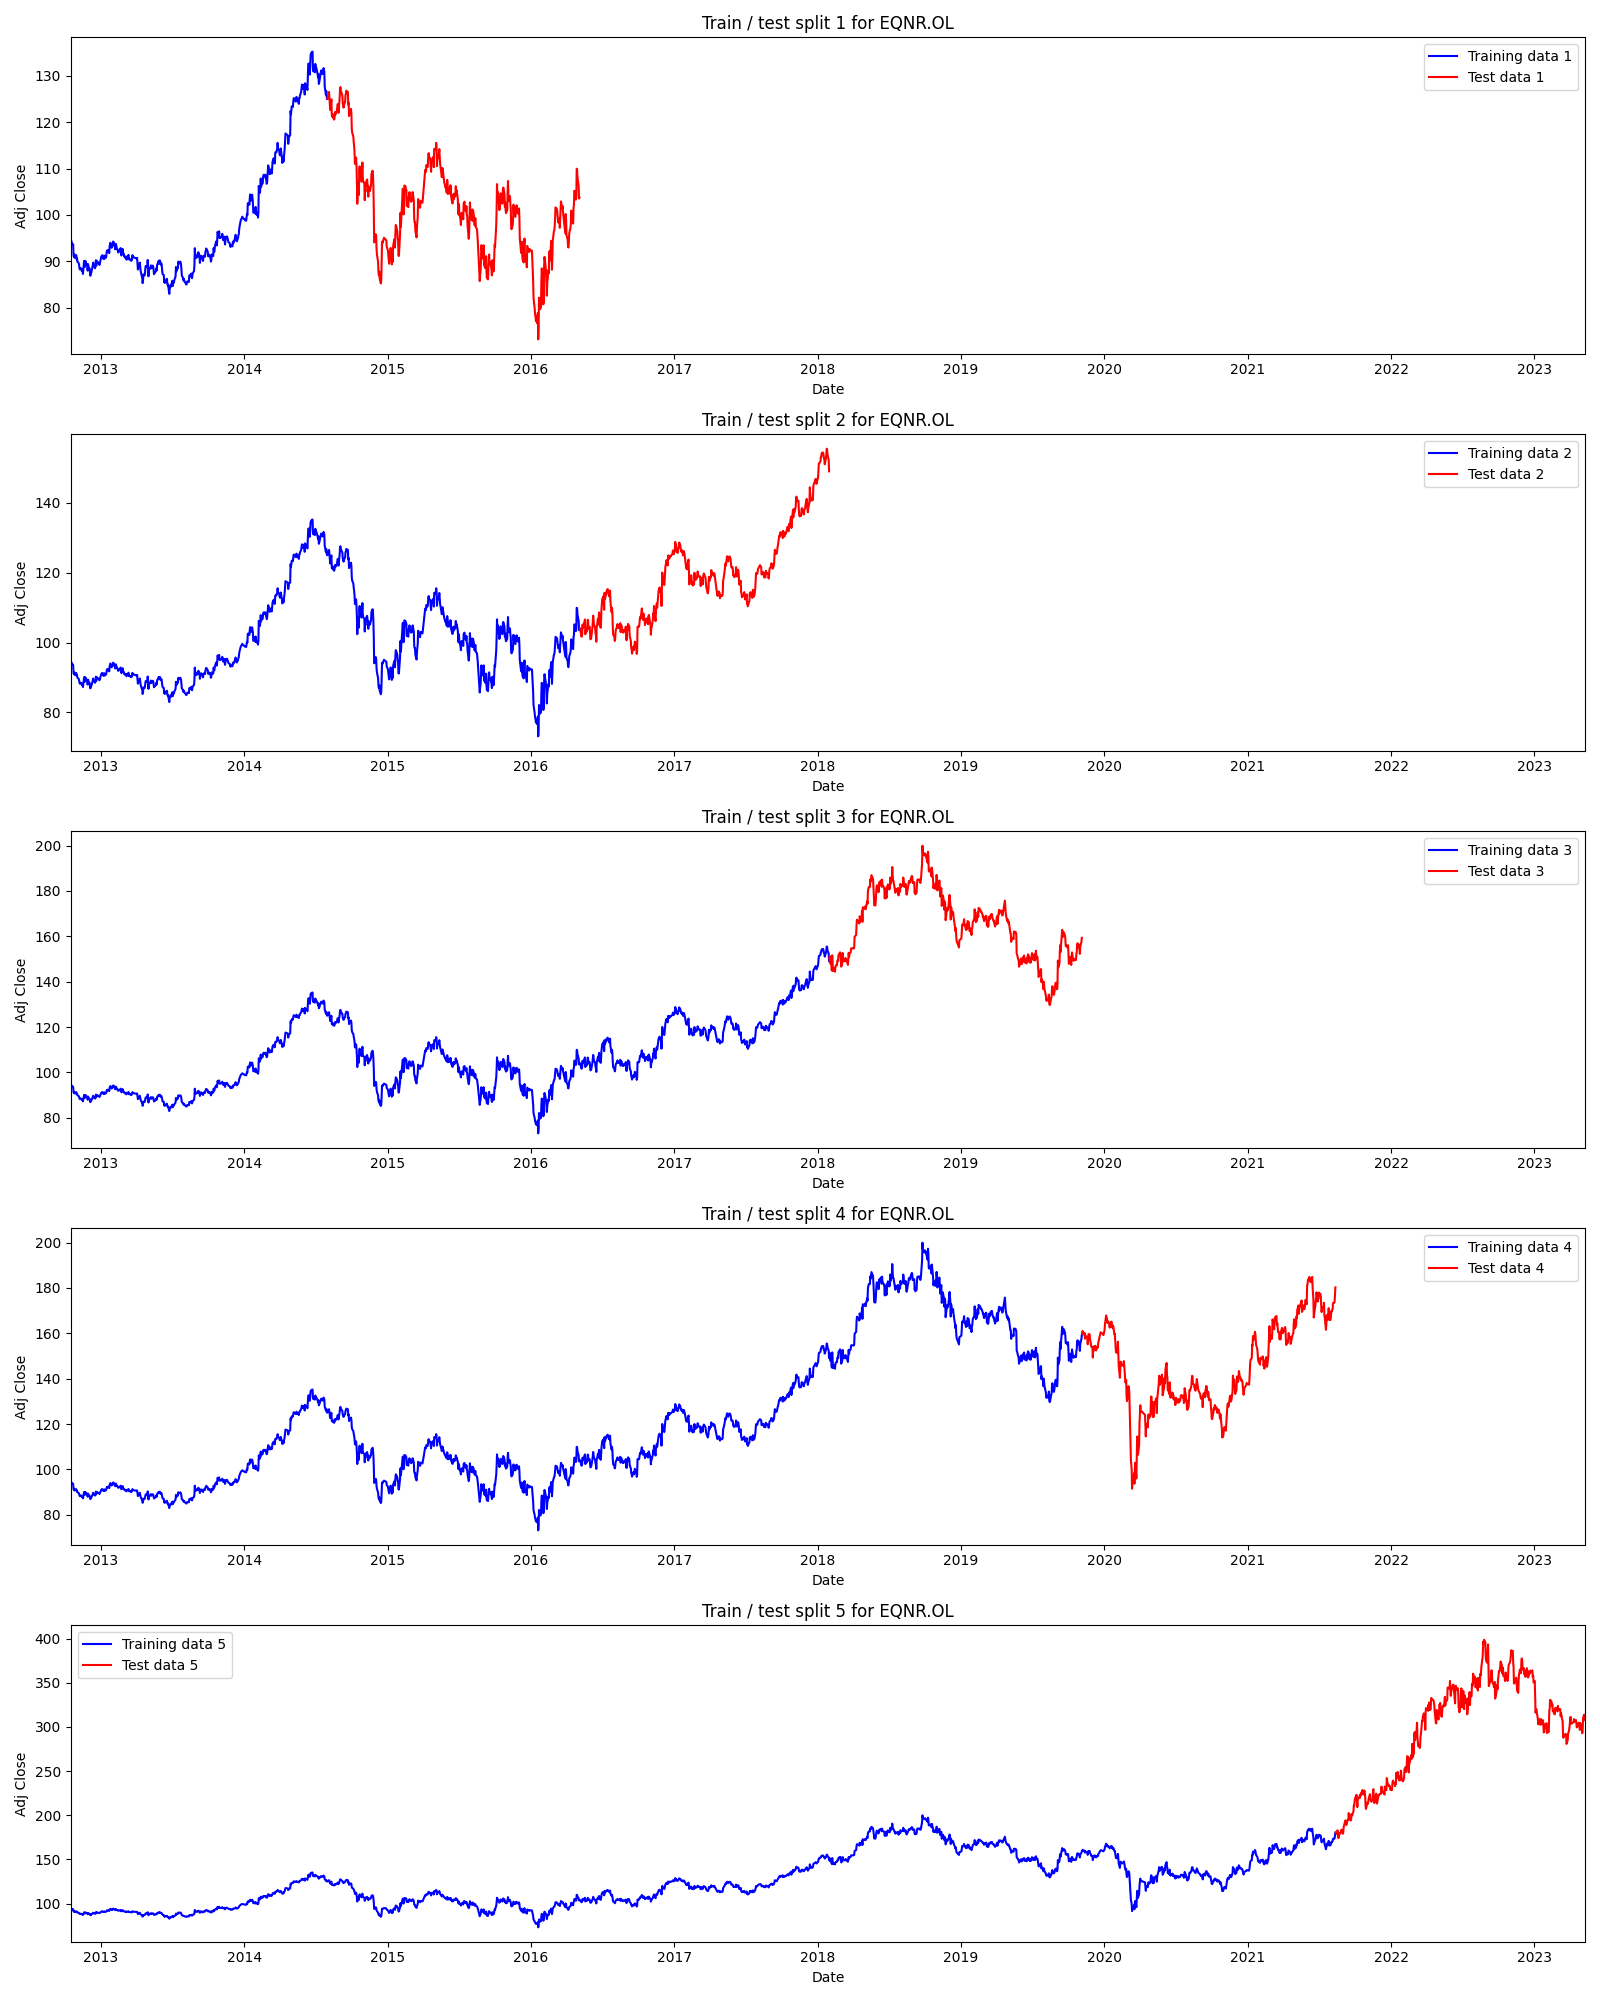 Train / test split 1 for EQNR.OL
Training data 1
Test data 1
130
120
110
100
90
80
Adj Close
2013 2014 2015 2016 2017 2018 2019 2020 2021 2022 2023
Date
Train / test split 2 for EQNR.OL
Training data 2
Test data 2
140
120
100
80
Adj Close
2013 2014 2015 2016 2017 2018 2019 2020 2021 2022 2023
Date
Train / test split 3 for EQNR.OL
Training data 3
Test data 3
200
180
160
140
120
100
80
Adj Close
2013 2014 2015 2016 2017 2018 2019 2020 2021 2022 2023
Date
Train / test split 4 for EQNR.OL
Training data 4
Test data 4
200
180
160
140
120
100
80
Adj Close
2013 2014 2015 2016 2017 2018 2019 2020 2021 2022 2023
Date
Train / test split 5 for EQNR.OL
Training data 5
Test data 5
400
350
300
250
200
150
100
Adj Close
2013 2014 2015 2016 2017 2018 2019 2020 2021 2022 2023
Date